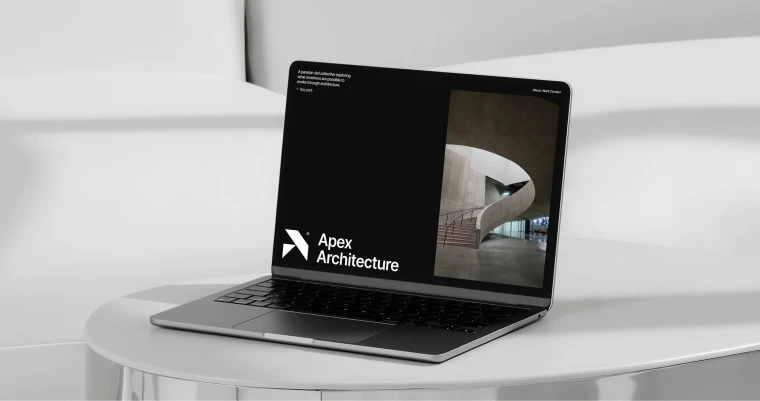 A passion-led collective exploring
what emotions are possible to
evoke through architecture.
See work
About, Work, Contact
Apex
Architecture